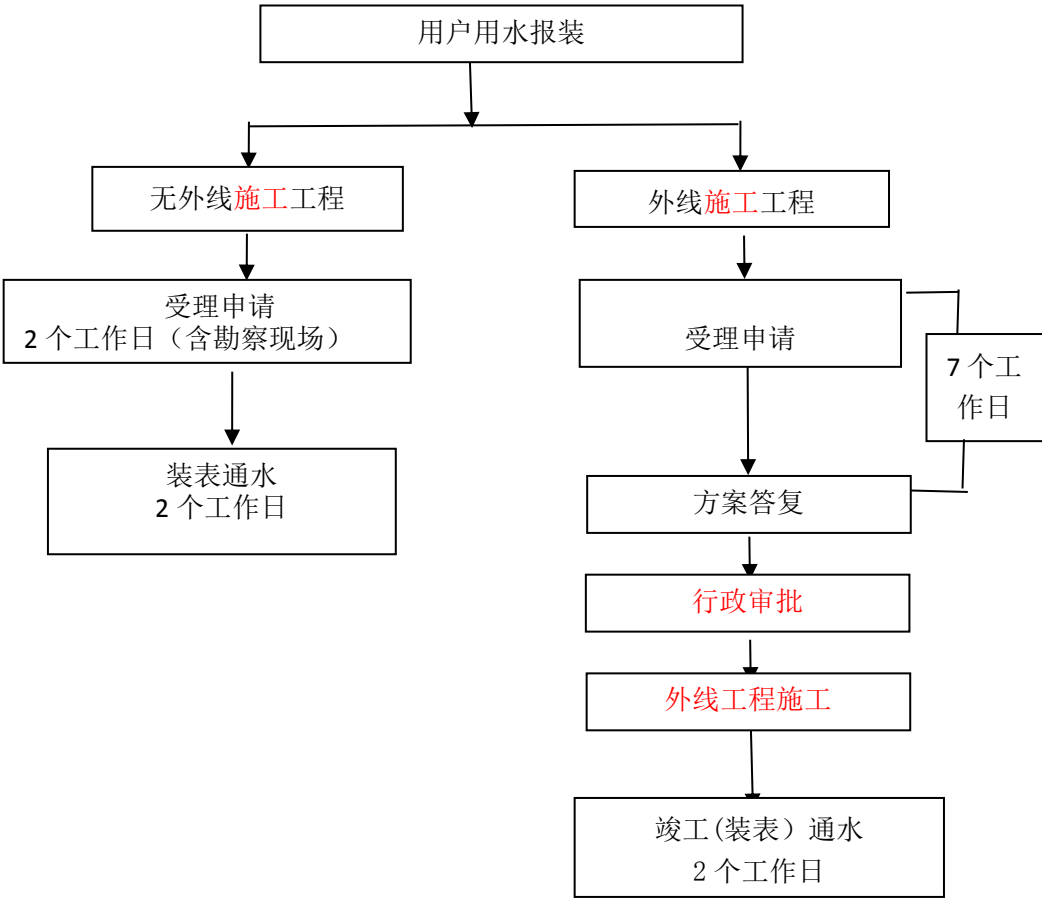 用户用水报装
无外线施工工程
外线施工工程
受理申请
2 个工作日（含勘察现场）
受理申请
7 个工
作日
装表通水
2 个工作日
方案答复
行政审批
外线工程施工
竣工(装表）通水
2 个工作日